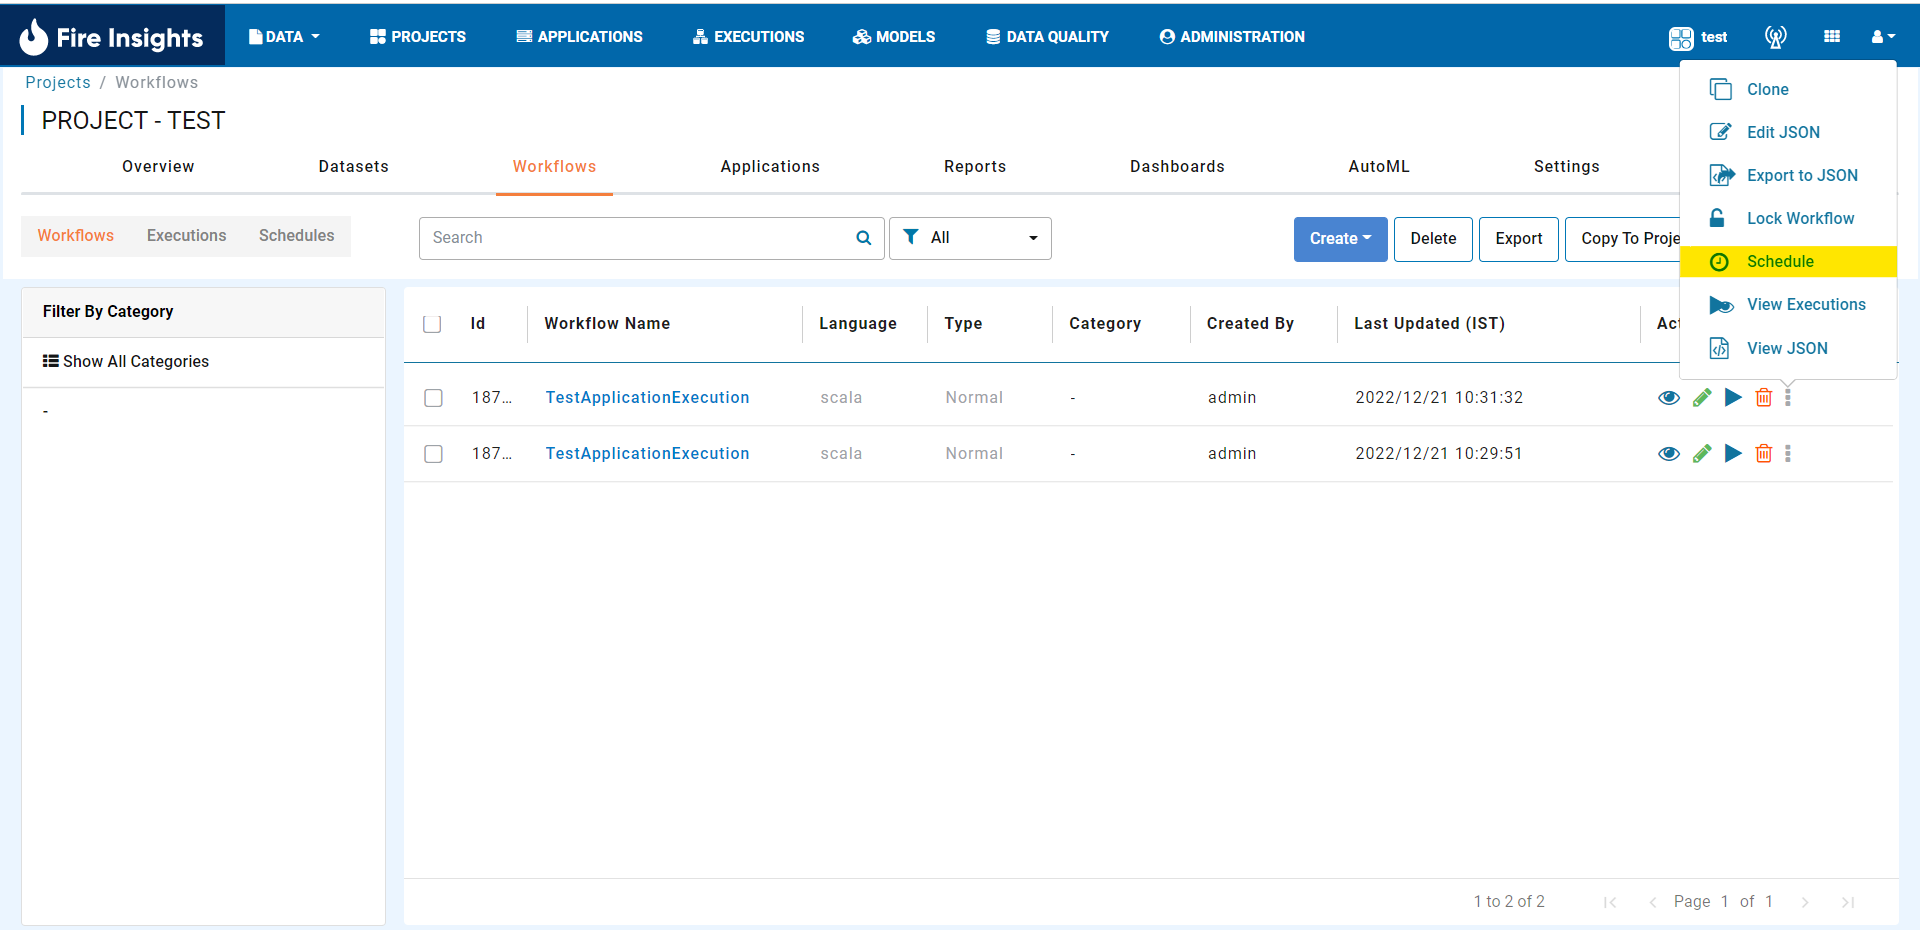 Fire Insights DATA PROJECTS APPLICATIONS EXECUTIONS MODELS DATA QUALITY ADMINISTRATION test
Projects / Workflows
PROJECT - TEST
Overview Datasets Workflows Applications Reports Dashboards AutoML Settings
Workflows Executions Schedules Search All Create Delete Export Copy To Proje
Clone
Edit JSON
Export to JSON
Lock Workflow
Schedule
View Executions
View JSON
Filter By Category
Show All Categories
-
Id Workflow Name Language Type Category Created By Last Updated (IST) Act
187... TestApplicationExecution scala Normal - admin 2022/12/21 10:31:32
187... TestApplicationExecution scala Normal - admin 2022/12/21 10:29:51
1 to 2 of 2 Page 1 of 1